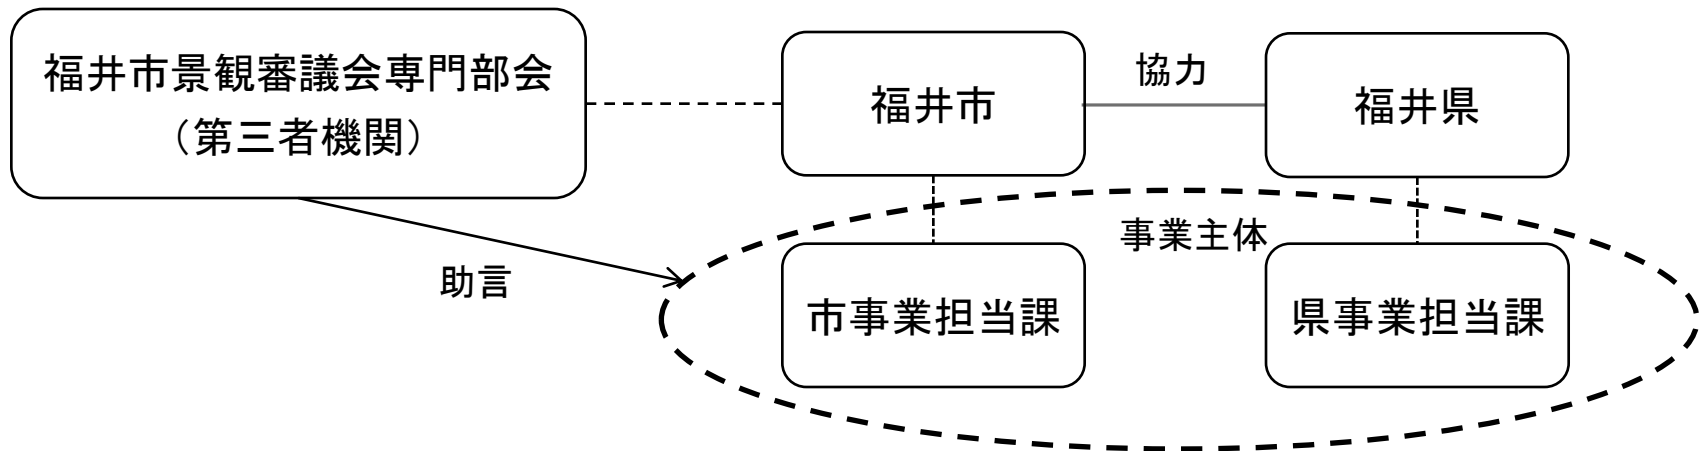 福井市景観審議会専門部会
（第三者機関）
福井市
協力
福井県
事業主体
助言
市事業担当課
県事業担当課